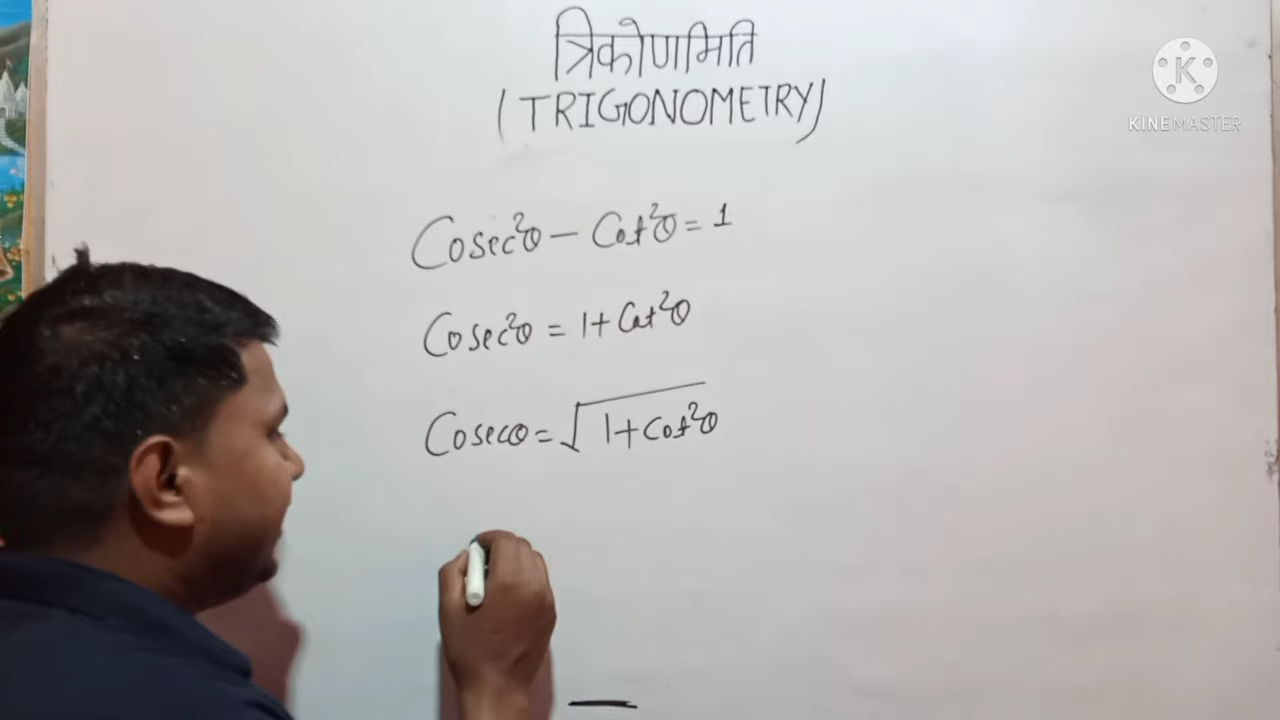 त्रिकोणमिति
(TRIGONOMETRY)
K
KINEMASTER
Cosec²θ - Cot²θ = 1
Cosec²θ = 1 + Cot²θ
Cosecθ = √1 + Cot²θ